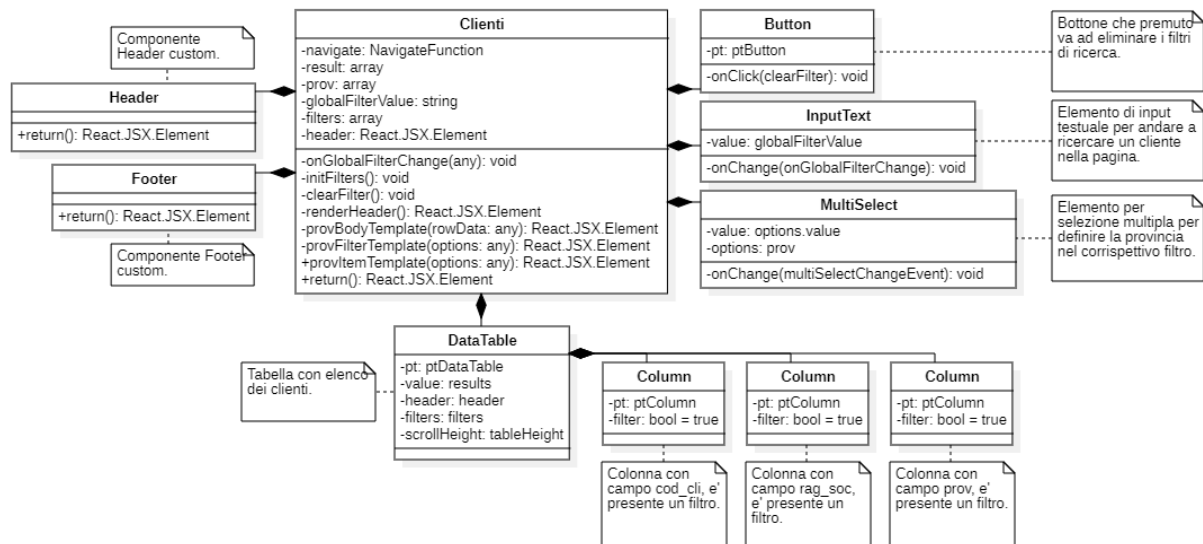 Componente
Header custom.
Header
+return(): React.JSX.Element
Footer
+return(): React.JSX.Element
Componente Footer
custom.
Clienti
-navigate: NavigateFunction
-result: array
-prov: array
-globalFilterValue: string
-filters: array
-header: React.JSX.Element
-onGlobalFilterChange(any): void
-initFilters(): void
-clearFilter(): void
-renderHeader(): React.JSX.Element
-provBodyTemplate(rowData: any): React.JSX.Element
-provFilterTemplate(options: any): React.JSX.Element
+provItemTemplate(options: any): React.JSX.Element
+return(): React.JSX.Element
Button
-pt: ptButton
-onClick(clearFilter): void
Bottone che premuto
va ad eliminare i filtri
di ricerca.
InputText
-value: globalFilterValue
-onChange(onGlobalFilterChange): void
Elemento di input
testuale per andare a
ricercare un cliente
nella pagina.
MultiSelect
-value: options.value
-options: prov
-onChange(multiSelectChangeEvent): void
Elemento per
selezione multipla per
definire la provincia
nel corrispettivo filtro.
Tabella con elenco
dei clienti.
DataTable
-pt: ptDataTable
-value: results
-header: header
-filters: filters
-scrollHeight: tableHeight
Column
-pt: ptColumn
-filter: bool = true
Colonna con
campo cod_cli, e'
presente un filtro.
Column
-pt: ptColumn
-filter: bool = true
Colonna con
campo rag_soc,
e' presente un
filtro.
Column
-pt: ptColumn
-filter: bool = true
Colonna con
campo prov, e'
presente un filtro.